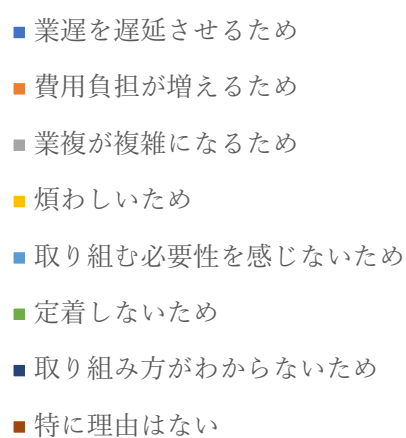 業遅を遅延させるため
費用負担が増えるため
業複が複雑になるため
煩わしいため
取り組む必要性を感じないため
定着しないため
取り組み方がわからないため
特に理由はない